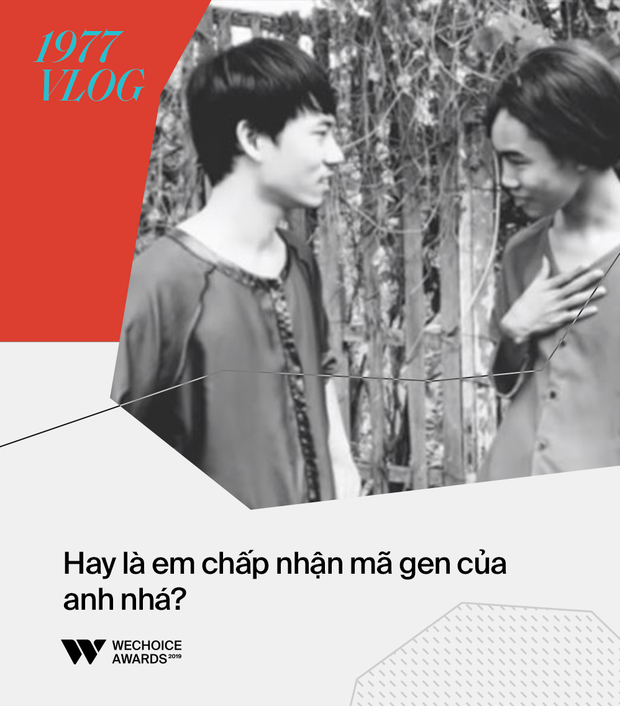 1977
VLOG
Hay là em chấp nhận mã gen của
anh nhá?
WECHOICE
AWARDS 2019